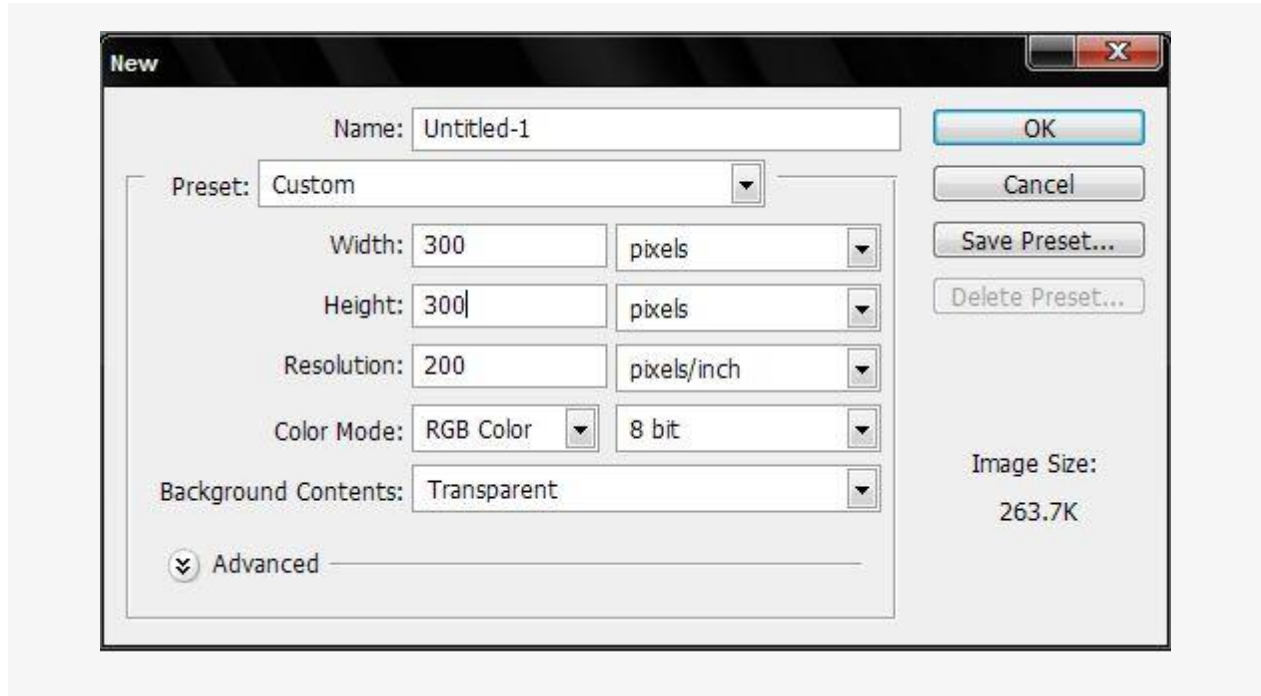 New
Name: Untitled-1
OK
Preset: Custom
Cancel
Width: 300 pixels
Save Preset...
Height: 300 pixels
Delete Preset...
Resolution: 200 pixels/inch
Color Mode: RGB Color 8 bit
Image Size:
Background Contents: Transparent
263.7K
Advanced